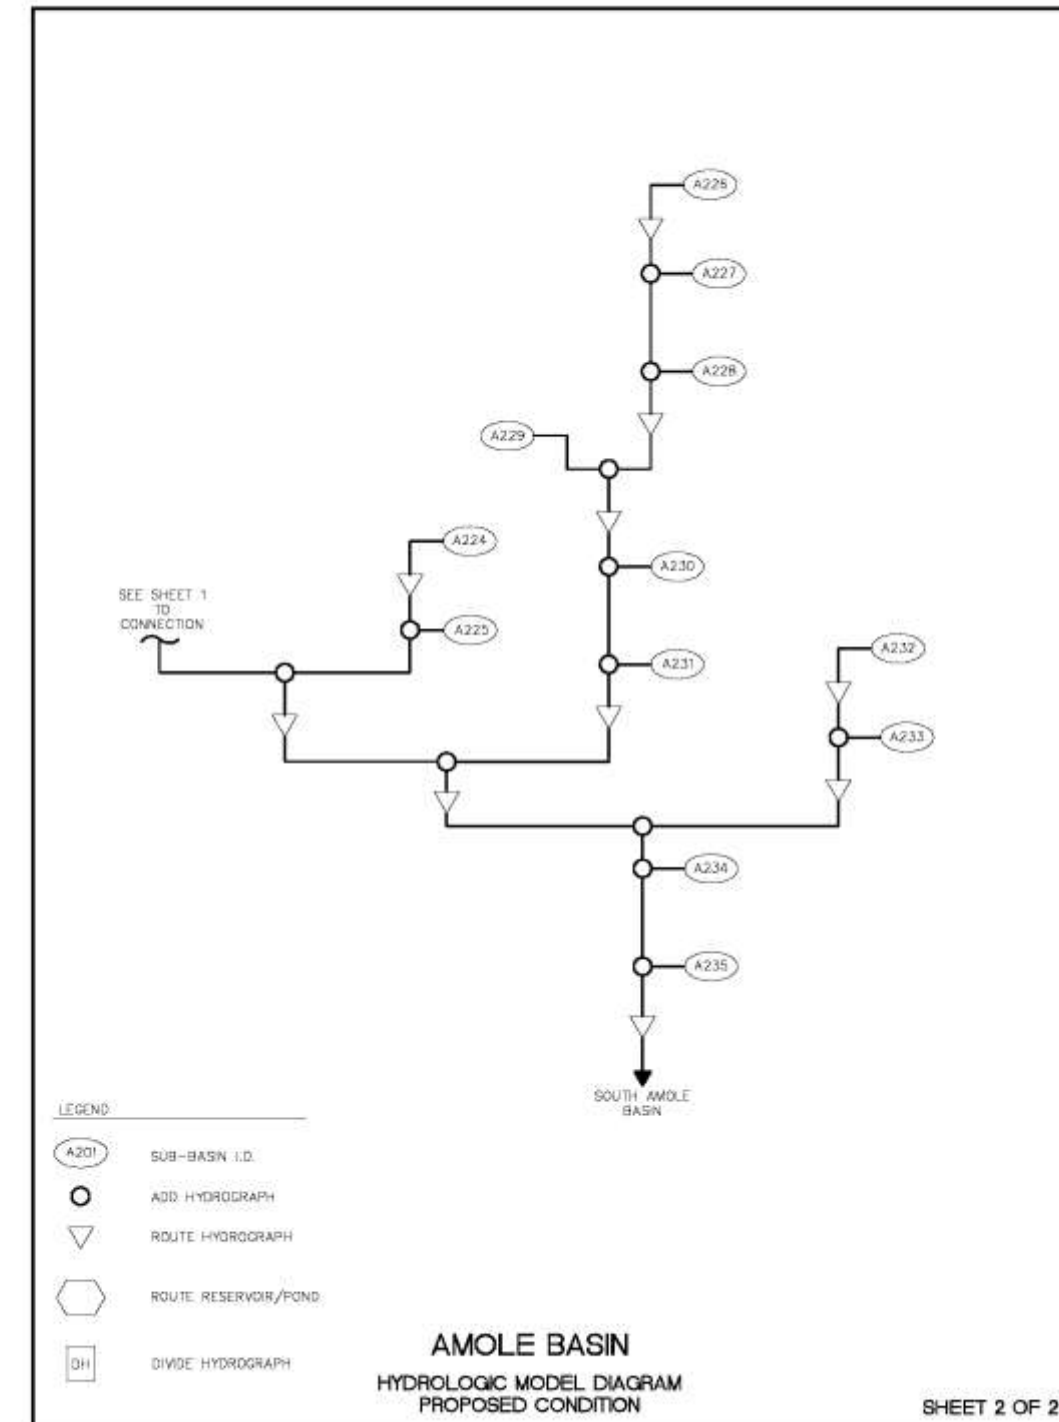 A226
A227
A228
A229
A224
A230
SEE SHEET 1
TO
CONNECTION
A225
A231
A232
A233
A234
A235
SOUTH AMOLE
BASIN
LEGEND
A201
SUB-BASIN I.D.
ADD HYDROGRAPH
ROUTE HYDROGRAPH
ROUTE RESERVOIR/POND
DH
DIVIDE HYDROGRAPH
AMOLE BASIN
HYDROLOGIC MODEL DIAGRAM
PROPOSED CONDITION
SHEET 2 OF 2